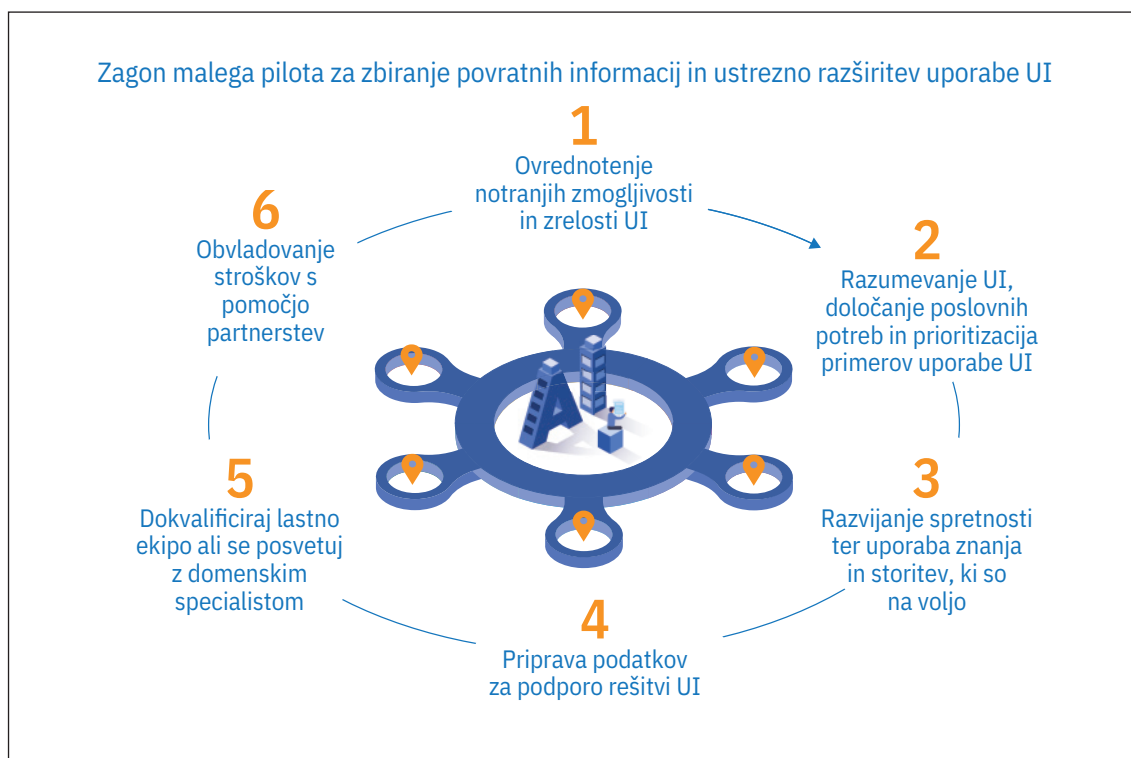 Zagon malega pilota za zbiranje povratnih informacij in ustrezno razširitev uporabe UI
1
Ovrednotenje
notranjih zmogljivosti
in zrelosti UI
2
Razumevanje UI,
določanje poslovnih
potreb in prioritizacija
primerov uporabe UI
3
Razvijanje spretnosti
ter uporaba znanja
in storitev, ki so
na voljo
4
Priprava podatkov
za podporo rešitvi UI
5
Dokvalificiraj lastno
ekipo ali se posvetuj
z domenskim
specialistom
6
Obvladovanje
stroškov s
pomočjo
partnerstev
AI